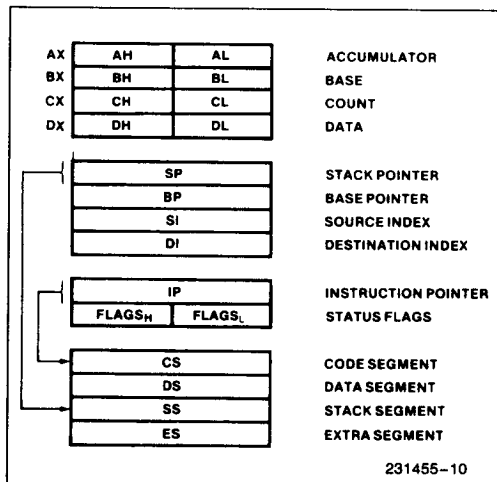 AX AH AL ACCUMULATOR
BX BH BL BASE
CX CH CL COUNT
DX DH DL DATA
SP STACK POINTER
BP BASE POINTER
SI SOURCE INDEX
DI DESTINATION INDEX
IP INSTRUCTION POINTER
FLAGSH FLAGSL STATUS FLAGS
CS CODE SEGMENT
DS DATA SEGMENT
SS STACK SEGMENT
ES EXTRA SEGMENT
231455-10